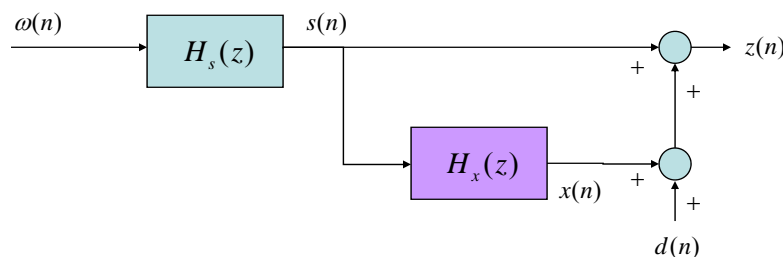 ω(n)
H_s(z)
s(n)
+
z(n)
+
H_x(z)
x(n)
+
+
d(n)